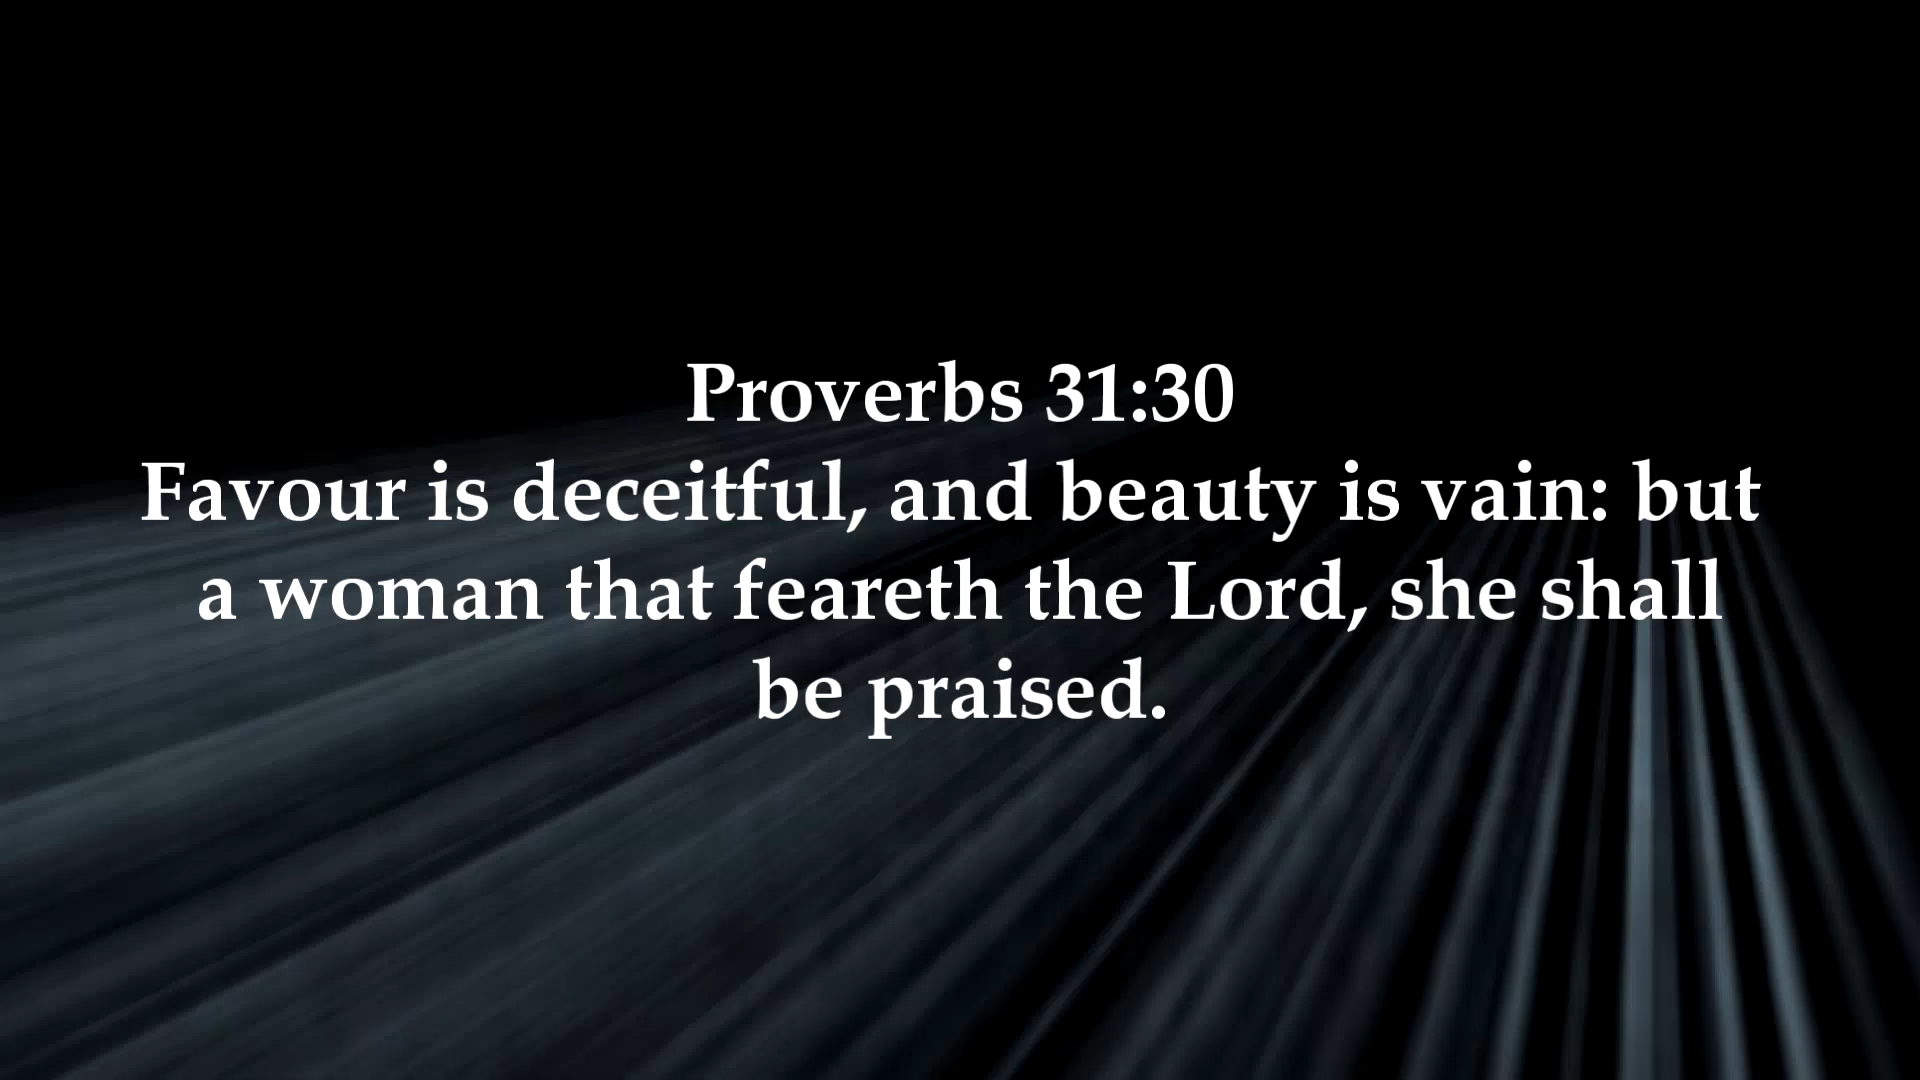 Proverbs 31:30
Favour is deceitful, and beauty is vain: but
a woman that feareth the Lord, she shall
be praised.